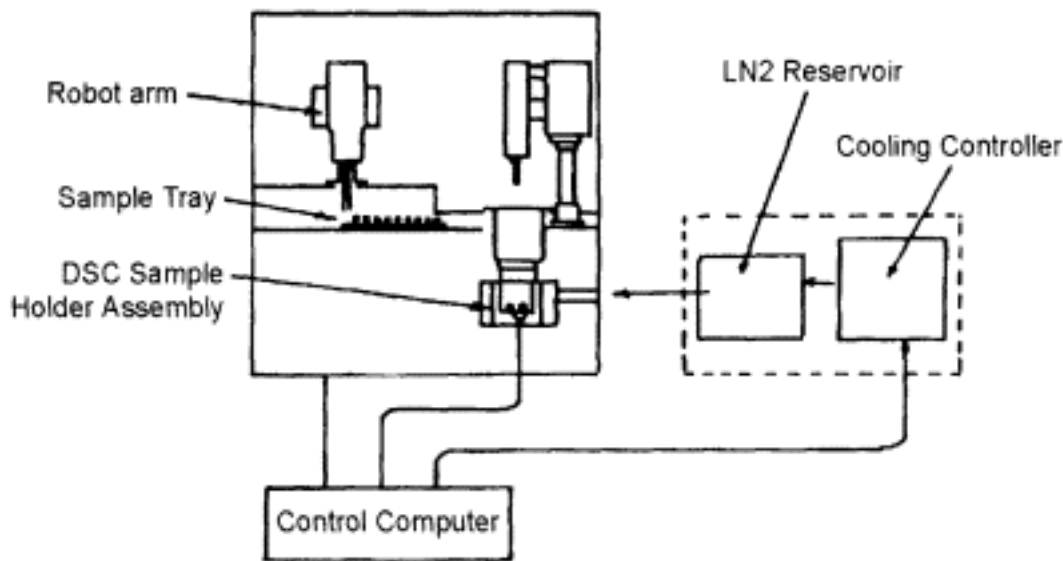 Robot arm
Sample Tray
DSC Sample
Holder Assembly
LN2 Reservoir
Cooling Controller
Control Computer